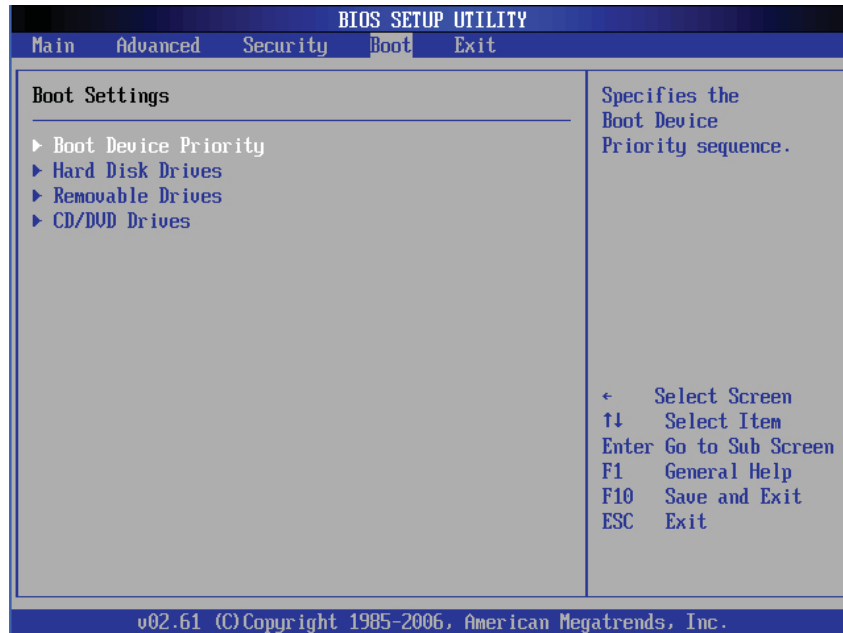 BIOS SETUP UTILITY
Main Advanced Security Boot Exit
Boot Settings
▶ Boot Device Priority
▶ Hard Disk Drives
▶ Removable Drives
▶ CD/DVD Drives
Specifies the
Boot Device
Priority sequence.
← Select Screen
↑↓ Select Item
Enter Go to Sub Screen
F1 General Help
F10 Save and Exit
ESC Exit
v02.61 (C)Copyright 1985-2006, American Megatrends, Inc.